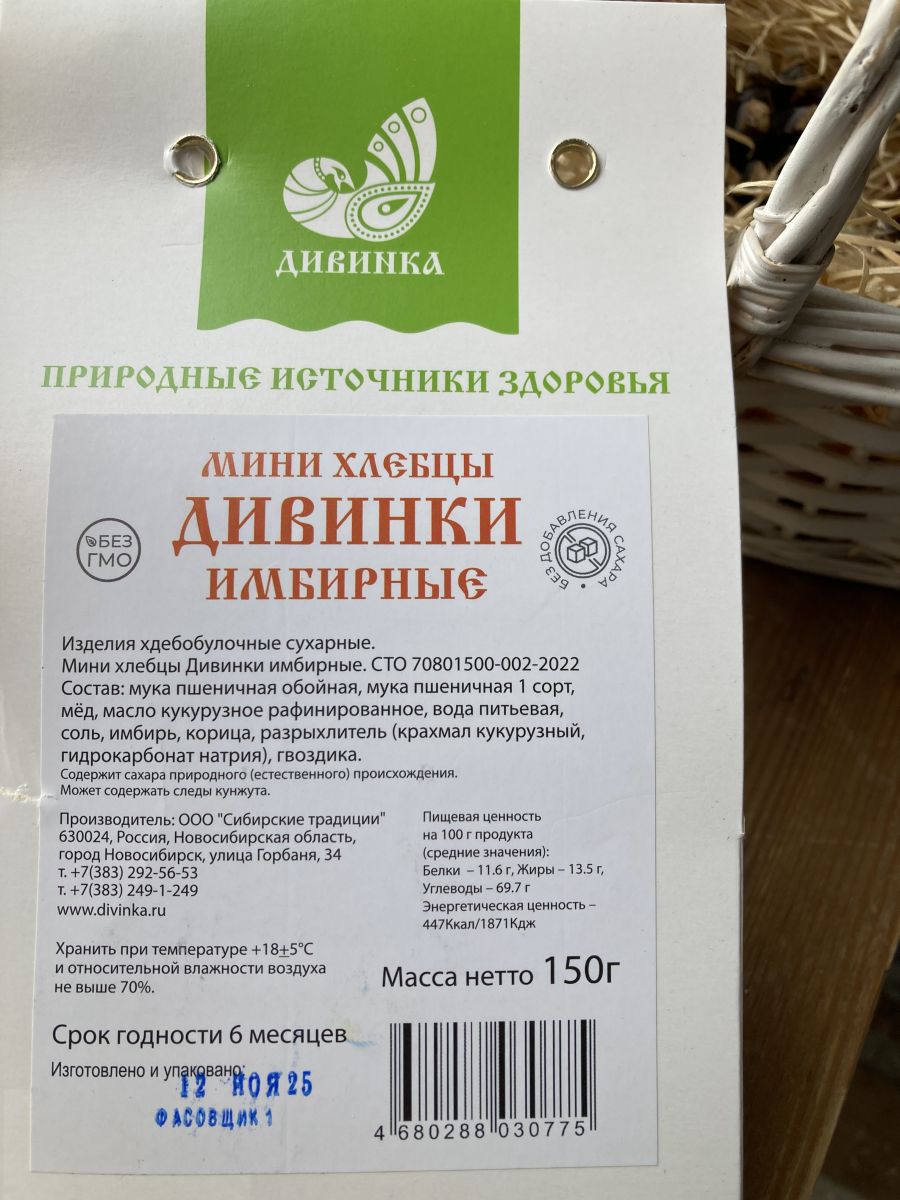 ДИВИНКА
ПРИРОДНЫЕ ИСТОЧНИКИ ЗДОРОВЬЯ
МИНИ ХЛЕБЦЫ
ДИВИНКИ
ИМБИРНЫЕ
БЕЗ
ГМО
БЕЗ ДОБАВЛЕНИЯ САХАРА •
Изделия хдебобулочные сухарные.
Мини хлебцы Дивинки имбирные. СТО 70801500-002-2022
Состав: мука пшеничная обойная, мука пшеничная 1 сорт,
мёд, масло кукурузное рафинированное, вода питьевая,
соль, имбирь, корица, разрыхлитель (крахмал кукурузный,
гидрокарбонат натрия), гвоздика.
Содержит сахара природного (естественного) происхождения.
Может содержать следы кунжута.
Производитель: ООО "Сибирские традиции"
630024, Россия, Новосибирская область,
город Новосибирск, улица Горбаня, 34
т. +7(383) 292-56-53
т. +7(383) 249-1-249
www.divinka.ru
Пищевая ценность
на 100 г продукта
(средние значения):
Белки – 11.6 г, Жиры – 13.5 г,
Углеводы – 69.7 г
Энергетическая ценность –
447Ккал/1871Кдж
Хранить при температуре +18±5°С
и относительной влажности воздуха
не выше 70%.
Масса нетто 150г
Срок годности 6 месяцев
Изготовлено и упаковано:
12 НОЯ 25
ФАСОВЩИК 1
4 680288 030775